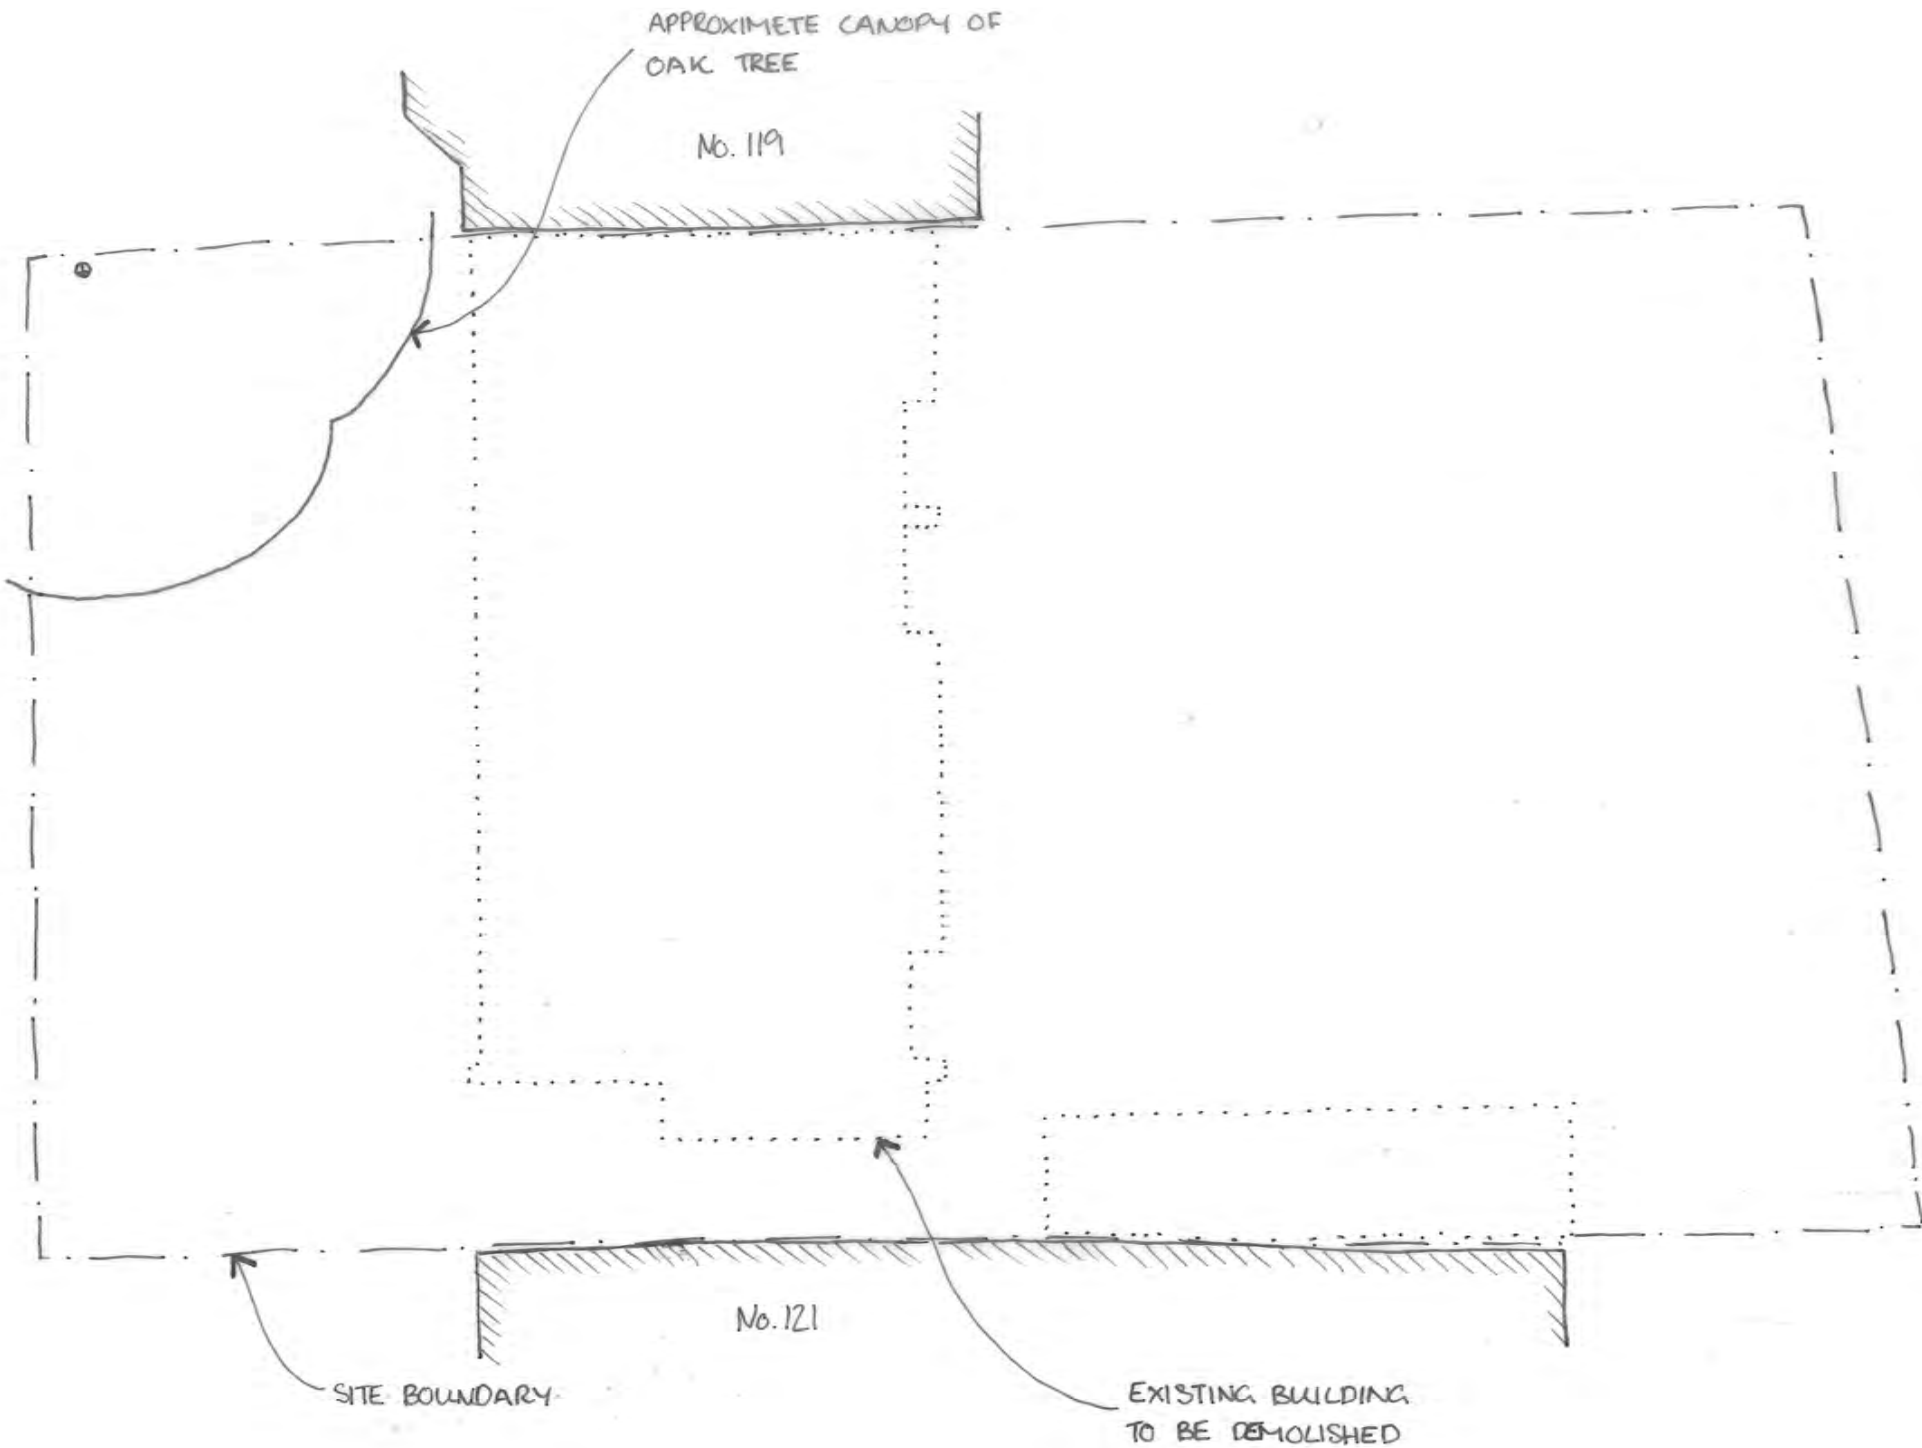 APPROXIMETE CANOPY OF
OAK TREE
No. 119
No. 121
SITE BOUNDARY
EXISTING BUILDING
TO BE DEMOLISHED